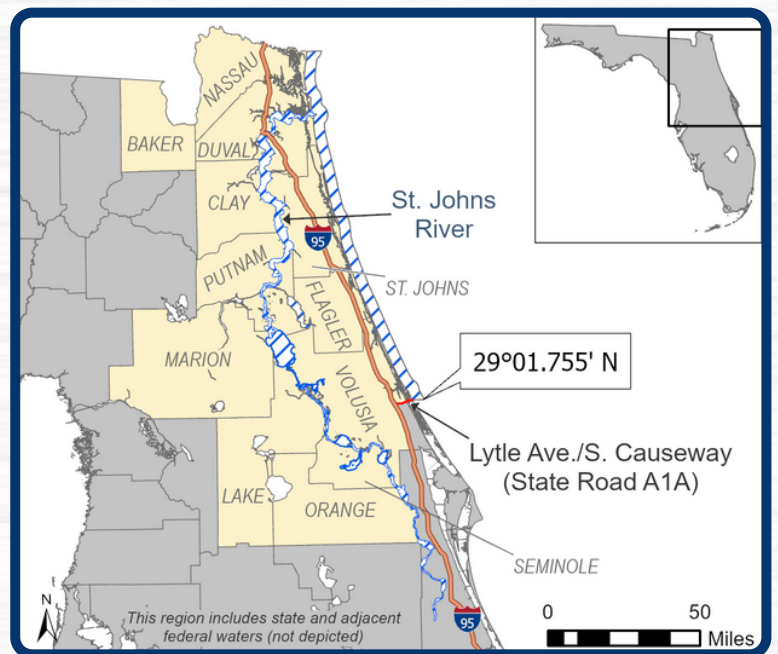 NASSAU
BAKER
DUVAL
CLAY
St. Johns
River
95
PUTNAM
ST. JOHNS
FLAGLER
MARION
29°01.755' N
VOLUSIA
Lytle Ave./S. Causeway
(State Road A1A)
LAKE
ORANGE
SEMINOLE
N
This region includes state and adjacent
federal waters (not depicted)
95
0 50
Miles